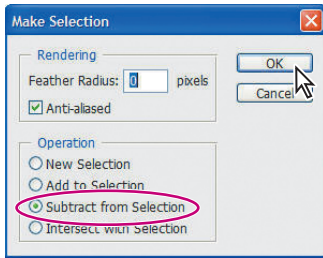 Make Selection
Rendering
Feather Radius: 0 pixels
Anti-aliased
OK
Cancel
Operation
New Selection
Add to Selection
Subtract from Selection
Intersect with Selection